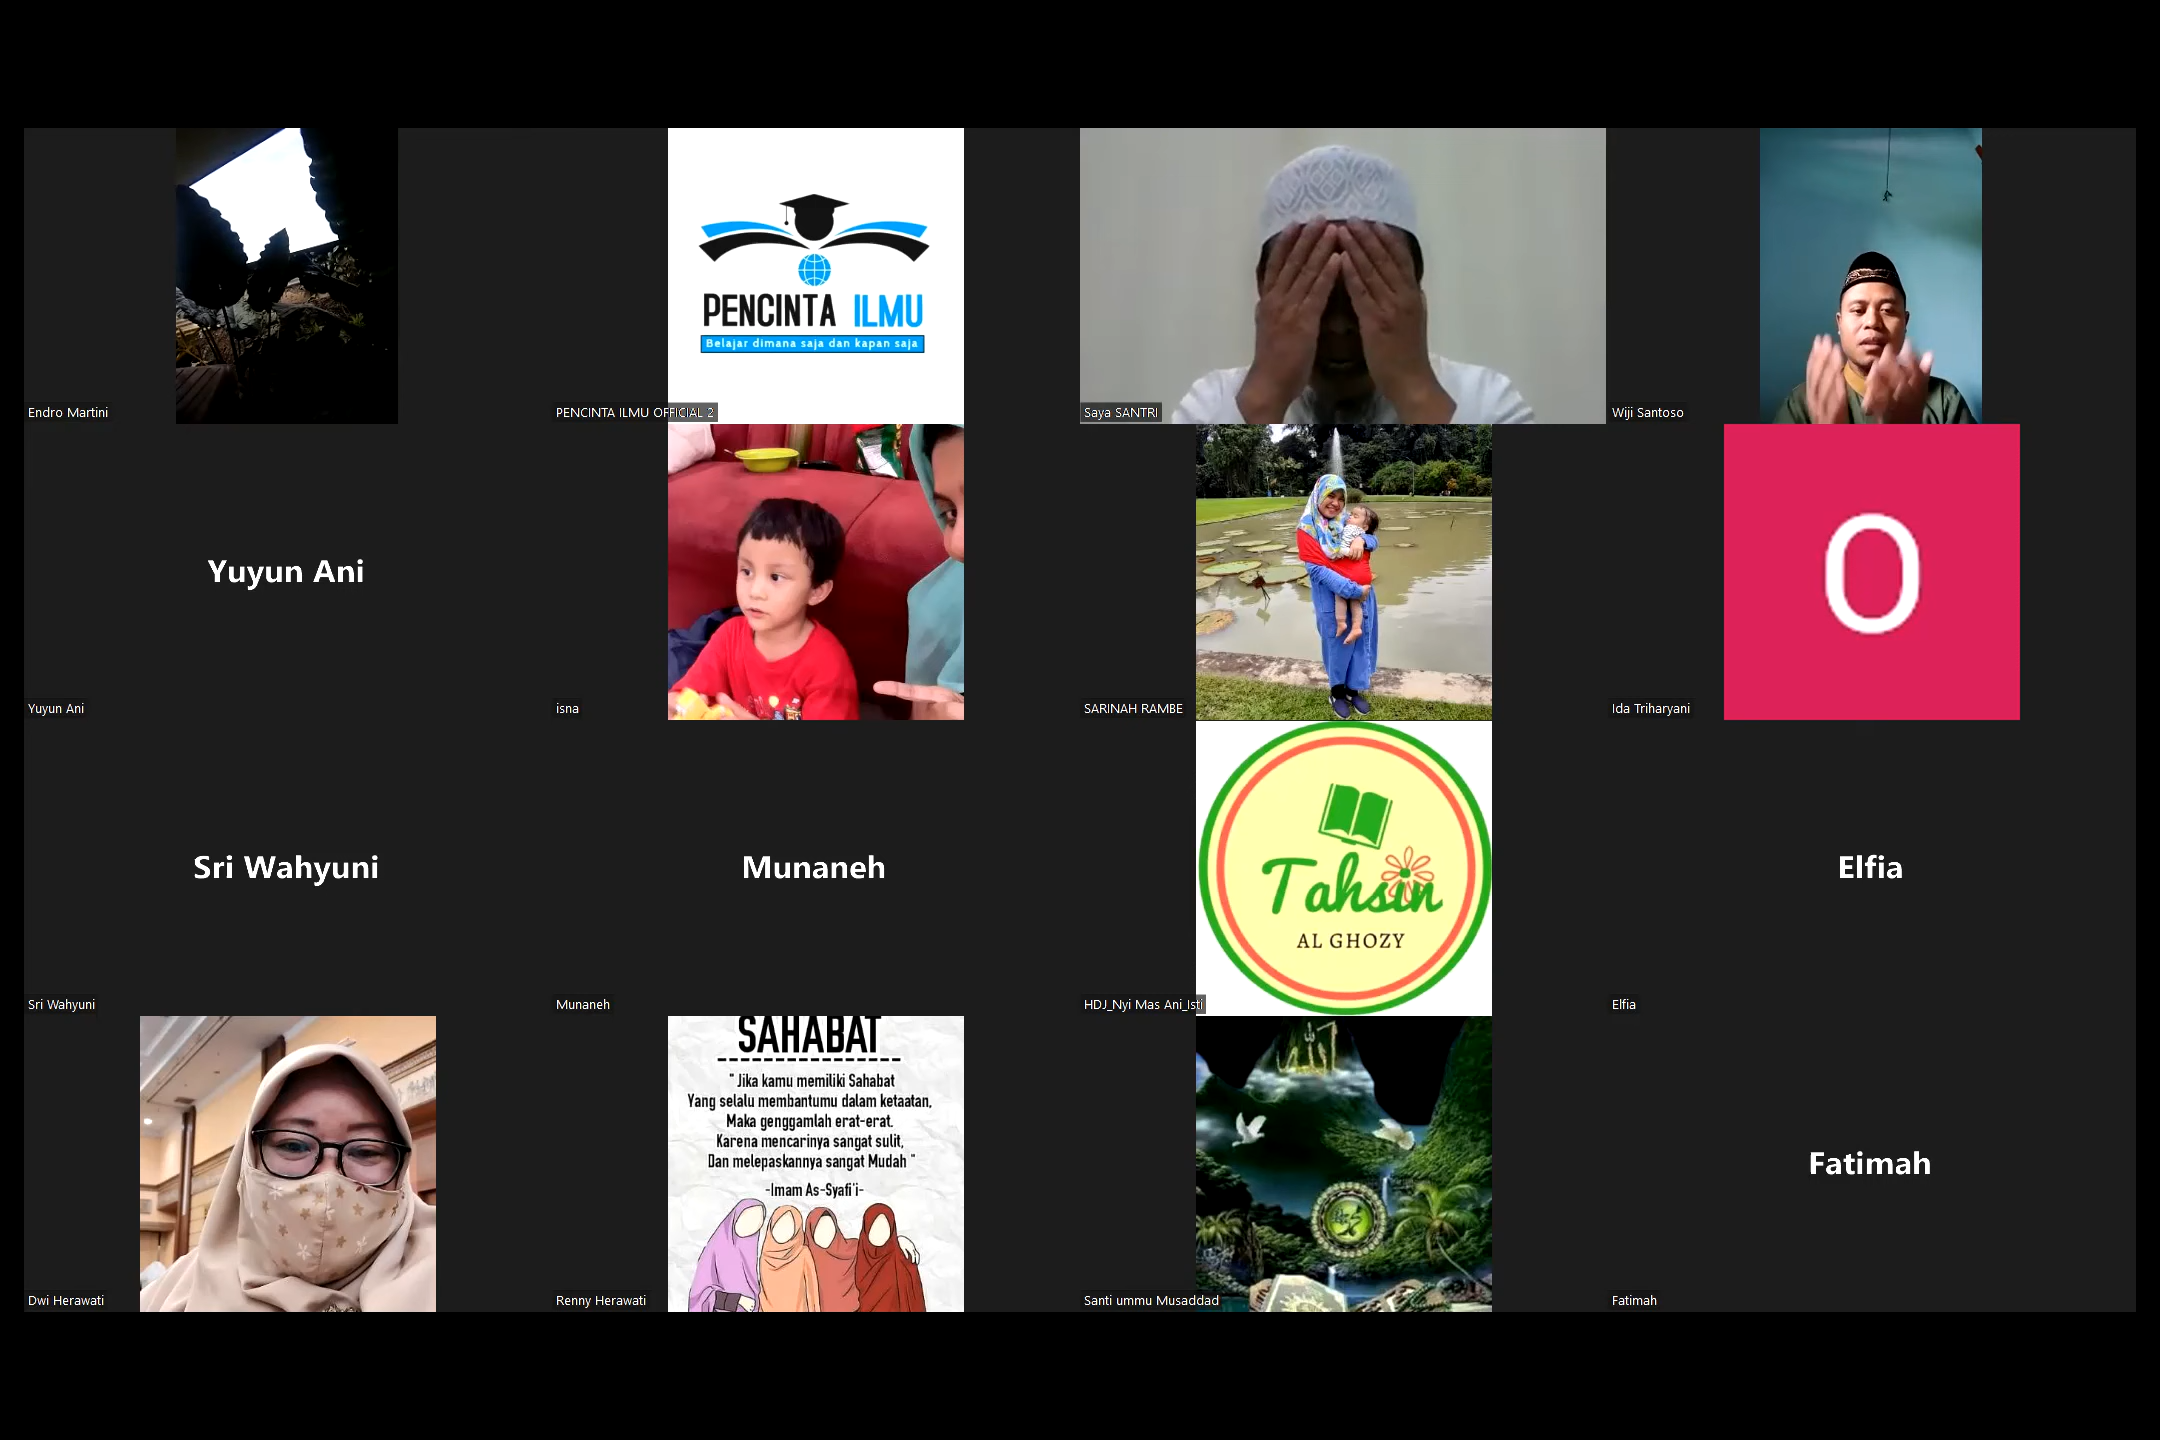 PENCINTA ILMU
Belajar dimana saja dan kapan saja
Endro Martini
PENCINTA ILMU OFFICIAL 2
Saya SANTRI
Wiji Santoso
Yuyun Ani
O
Yuyun Ani
isna
SARINAH RAMBE
Ida Triharyani
Sri Wahyuni
Munaneh
Tahsin
AL GHOZY
Elfia
Sri Wahyuni
Munaneh
HDJ_Nyi Mas Ani_Isti
Elfia
SAHABAT
" Jika kamu memiliki Sahabat
Yang selalu membantumu dalam ketaatan,
Maka genggamlah erat-erat.
Karena mencarinya sangat sulit,
Dan melepaskannya sangat Mudah "
-Imam As-Syafi'i-
الله
Fatimah
Dwi Herawati
Renny Herawati
Santi ummu Musaddad
Fatimah